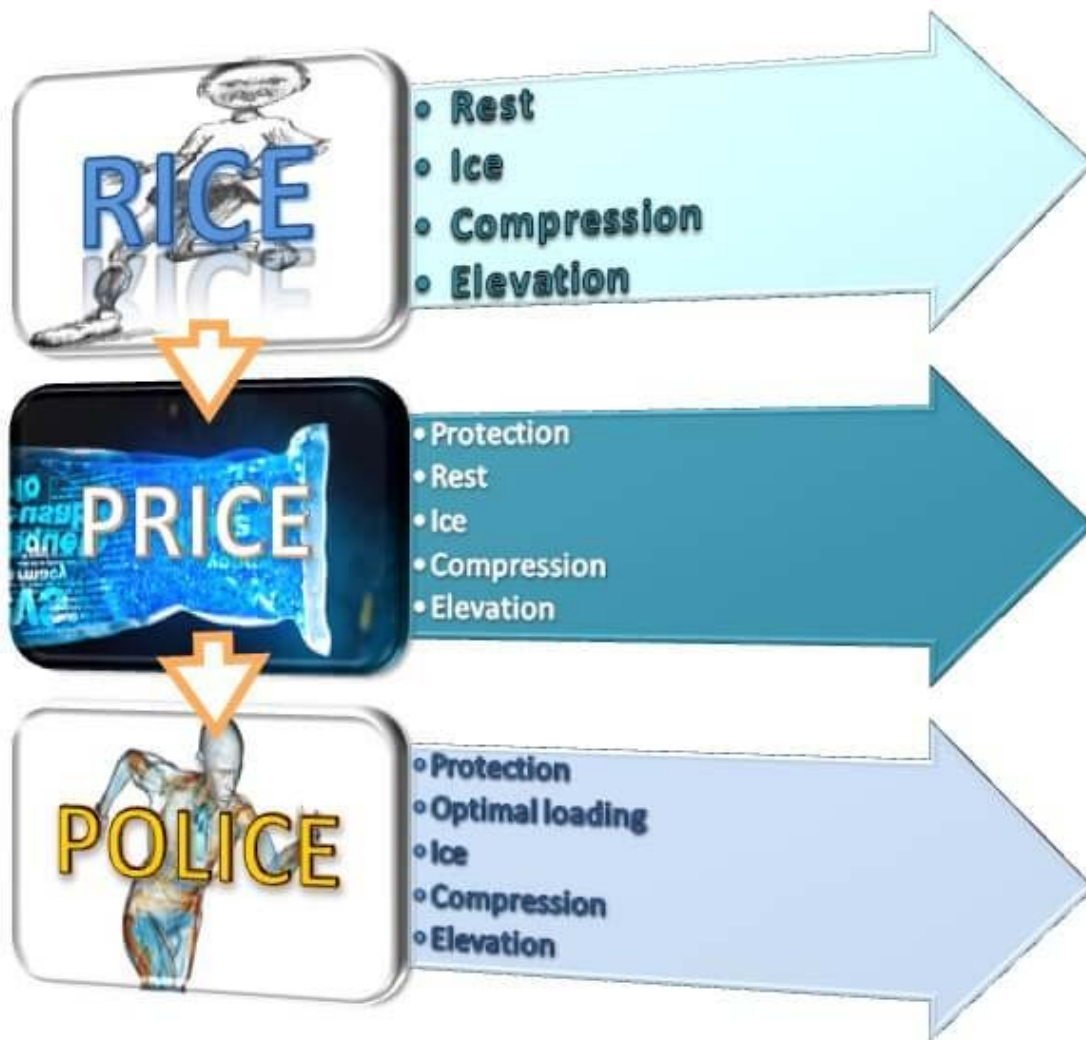 RICE
• Rest
• Ice
• Compression
• Elevation
PRICE
• Protection
• Rest
• Ice
• Compression
• Elevation
POLICE
◦ Protection
◦ Optimal loading
◦ Ice
◦ Compression
◦ Elevation